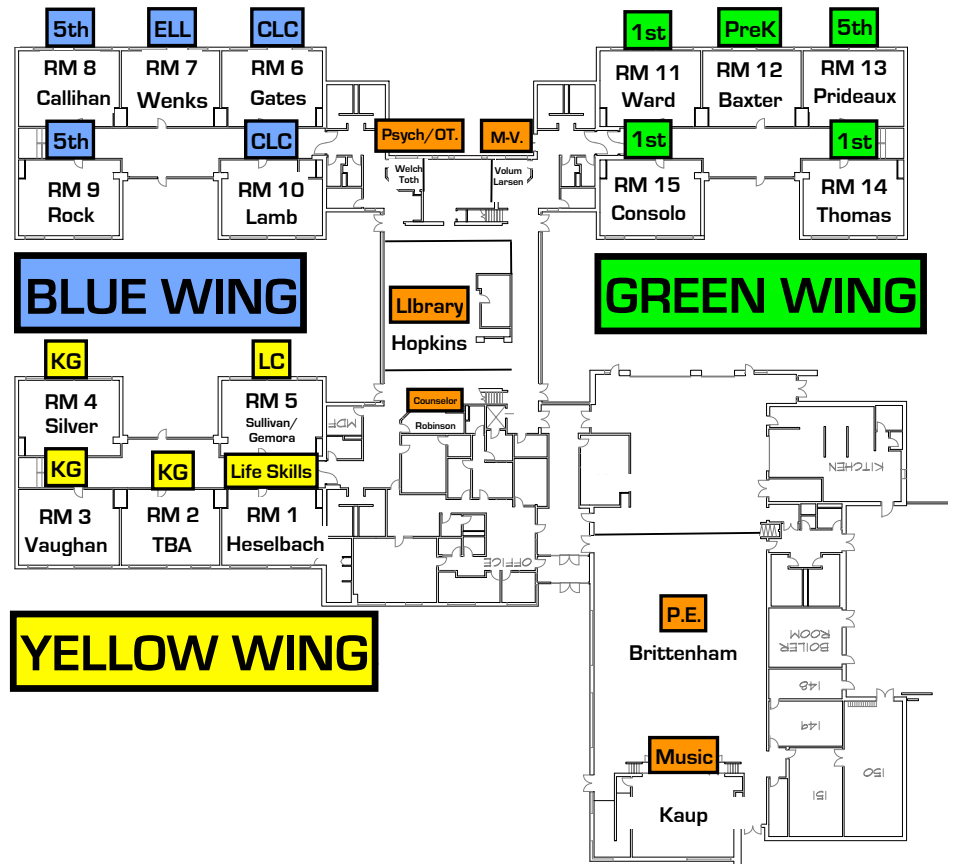 5th
ELL
CLC
RM 8
Callihan
RM 7
Wenks
RM 6
Gates
5th
CLC
RM 9
Rock
RM 10
Lamb
BLUE WING
Psych/OT.
M-V.
Welch
Toth
Volum
Larsen
1st
PreK
5th
RM 11
Ward
RM 12
Baxter
RM 13
Prideaux
1st
1st
RM 15
Consolo
RM 14
Thomas
GREEN WING
LIbrary
Hopkins
Counselor
Robinson
KG
LC
RM 4
Silver
RM 5
Sullivan/
Gemora
MDF
KG
KG
Life Skills
RM 3
Vaughan
RM 2
TBA
RM 1
Heselbach
YELLOW WING
OFFICE
KITCHEN
P.E.
Brittenham
BOILER
ROOM
148
149
150
151
Music
Kaup